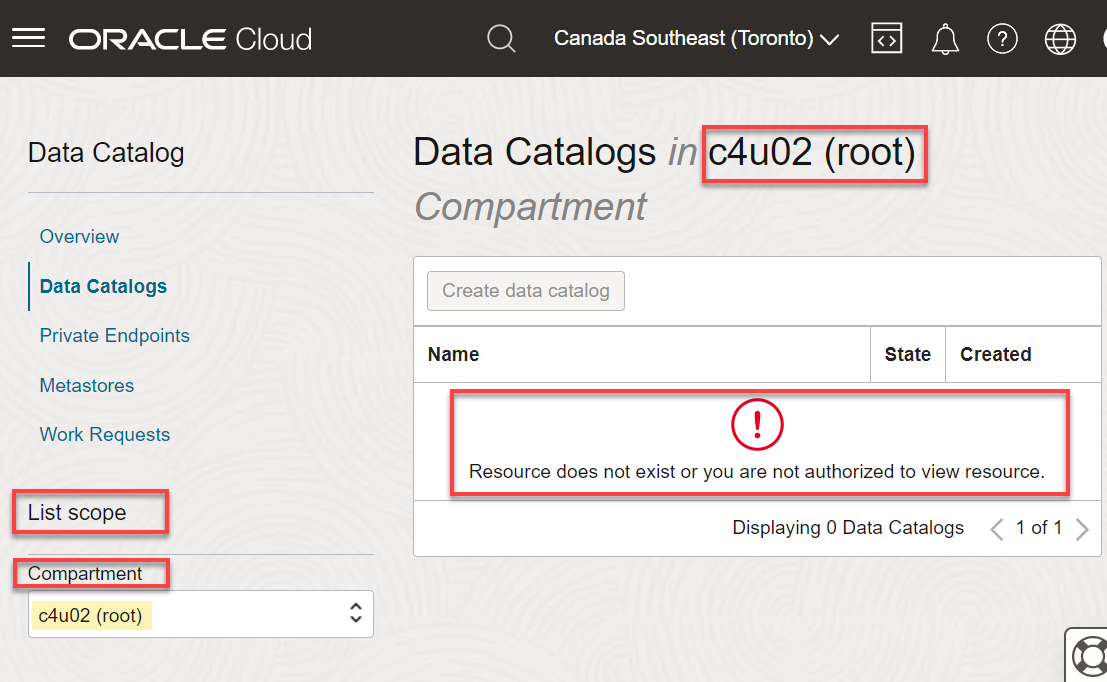 ORACLE Cloud
Canada Southeast (Toronto)
Data Catalog
Overview
Data Catalogs
Private Endpoints
Metastores
Work Requests
List scope
Compartment
c4u02 (root)
Data Catalogs in c4u02 (root)
Compartment
Create data catalog
Name State Created
!
Resource does not exist or you are not authorized to view resource.
Displaying 0 Data Catalogs 1 of 1